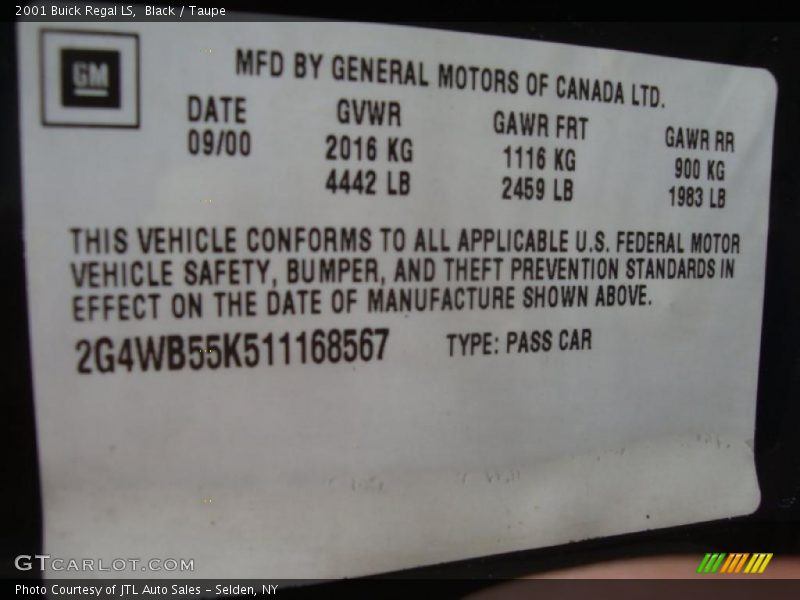 2001 Buick Regal LS, Black / Taupe
GM
MFD BY GENERAL MOTORS OF CANADA LTD.
DATE GVWR GAWR FRT GAWR RR
09/00 2016 KG 1116 KG 900 KG
4442 LB 2459 LB 1983 LB
THIS VEHICLE CONFORMS TO ALL APPLICABLE U.S. FEDERAL MOTOR
VEHICLE SAFETY, BUMPER, AND THEFT PREVENTION STANDARDS IN
EFFECT ON THE DATE OF MANUFACTURE SHOWN ABOVE.
2G4WB55K511168567 TYPE: PASS CAR
GTCARLOT.COM
Photo Courtesy of JTL Auto Sales - Selden, NY